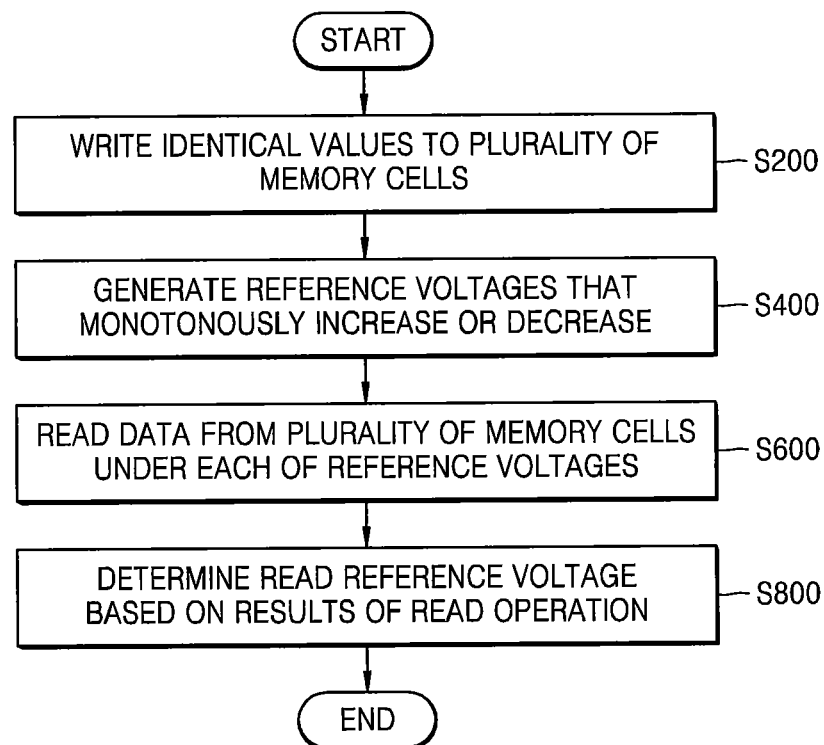 START
WRITE IDENTICAL VALUES TO PLURALITY OF
MEMORY CELLS
S200
GENERATE REFERENCE VOLTAGES THAT
MONOTONOUSLY INCREASE OR DECREASE
S400
READ DATA FROM PLURALITY OF MEMORY CELLS
UNDER EACH OF REFERENCE VOLTAGES
S600
DETERMINE READ REFERENCE VOLTAGE
BASED ON RESULTS OF READ OPERATION
S800
END